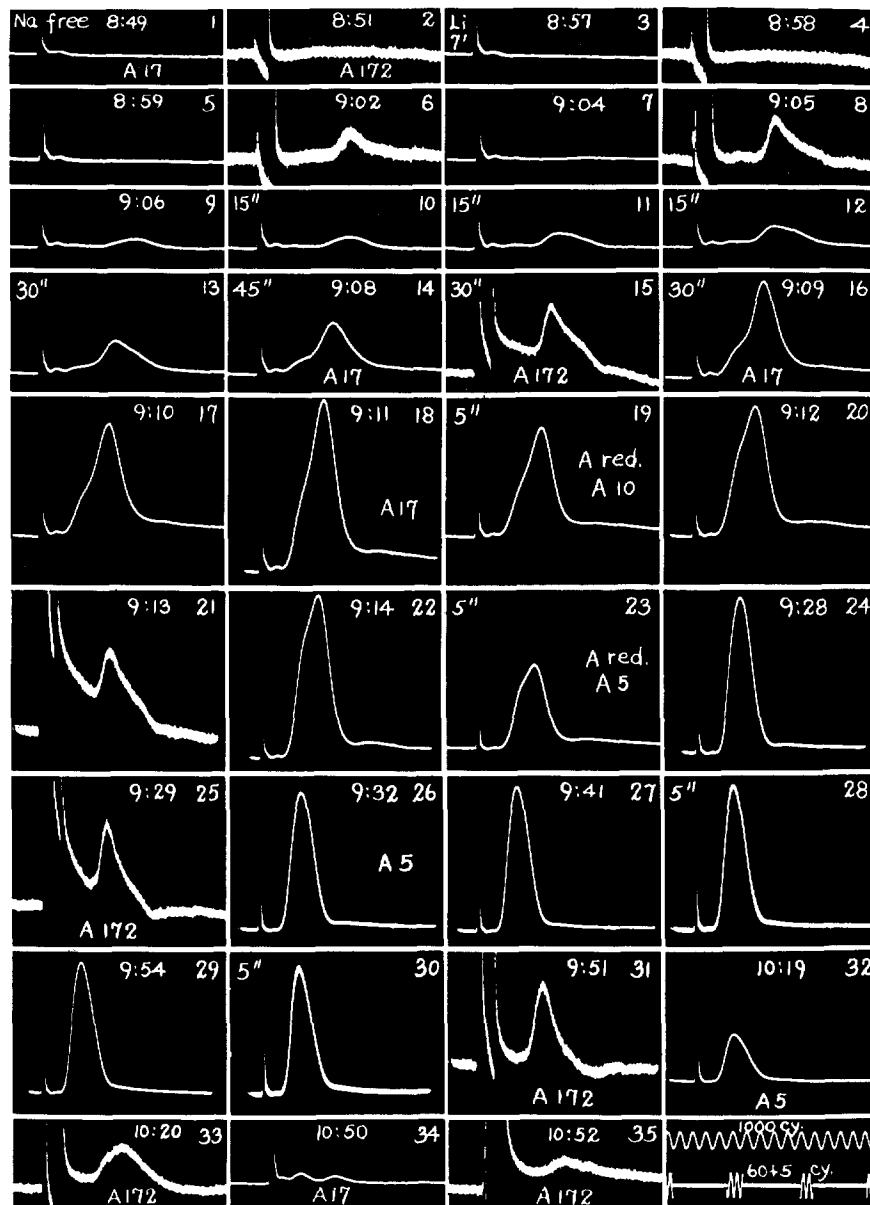 Na free 8:49 1
A 17
8:51 2
A 172
Li 8:57 3
7'
8:58 4
8:59 5
9:02 6
9:04 7
9:05 8
9:06 9
15" 10
15" 11
15" 12
30" 13
45" 9:08 14
A 17
30" 15
A 172
30" 9:09 16
A 17
9:10 17
9:11 18
A 17
5" 19
A red.
A 10
9:12 20
9:13 21
9:14 22
5" 23
A red.
A 5
9:28 24
9:29 25
A 172
9:32 26
A 5
9:41 27
5" 28
9:54 29
5" 30
9:51 31
A 172
10:19 32
A 5
10:20 33
A 172
10:50 34
A 17
10:52 35
A 172
1000 cy.
60+5 cy.